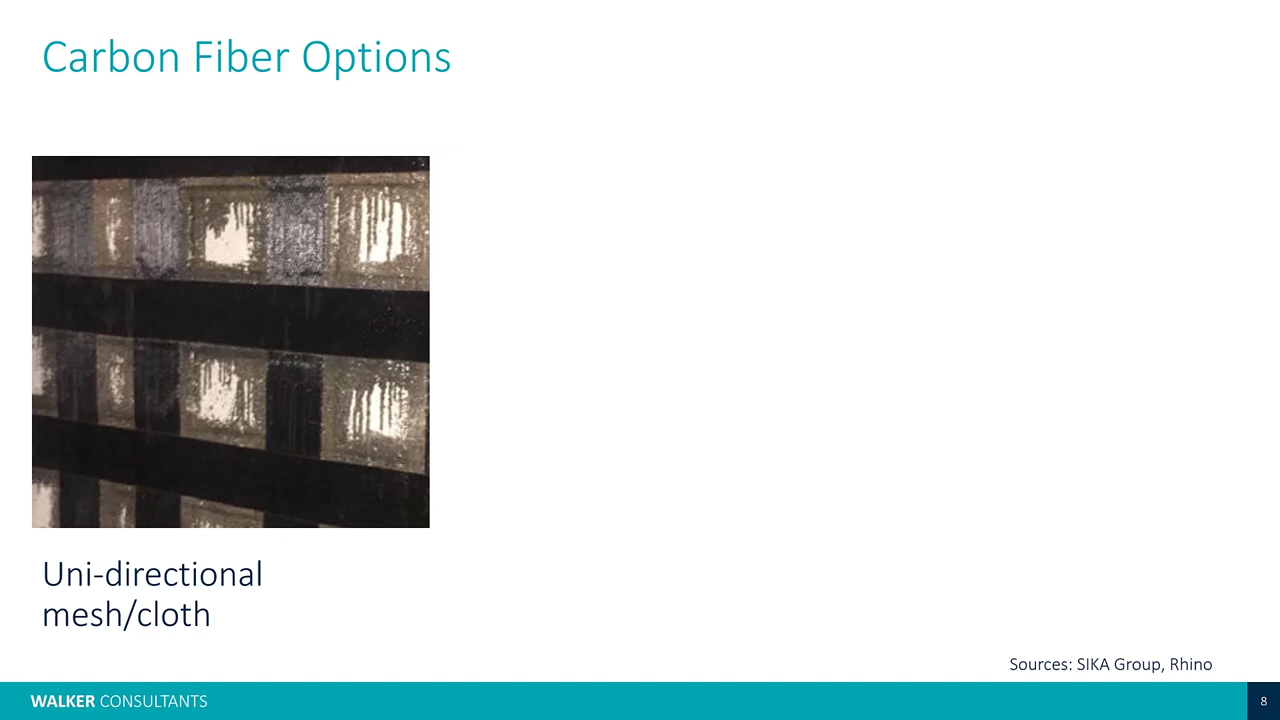 Carbon Fiber Options
Uni-directional
mesh/cloth
Sources: SIKA Group, Rhino
WALKER CONSULTANTS
8